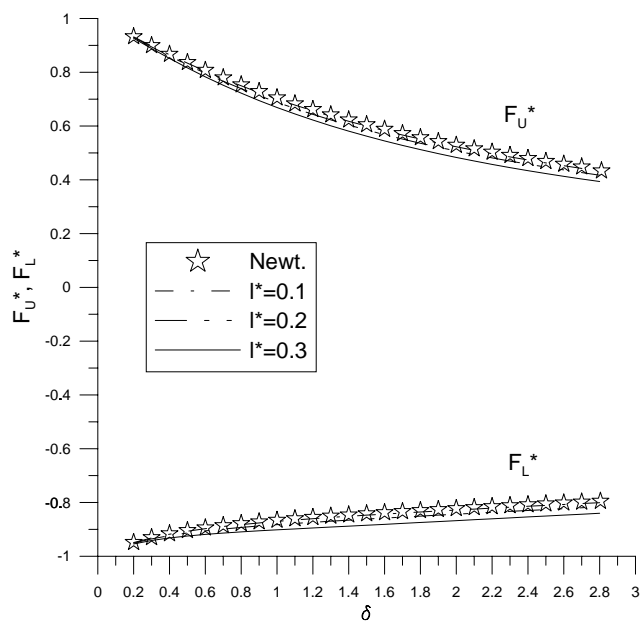 1
0.8
0.6
0.4
0.2
0
-0.2
-0.4
-0.6
-0.8
-1
F_U*, F_L*
F_U*
Newt.
l*=0.1
l*=0.2
l*=0.3
F_L*
0 0.2 0.4 0.6 0.8 1 1.2 1.4 1.6 1.8 2 2.2 2.4 2.6 2.8 3
δ